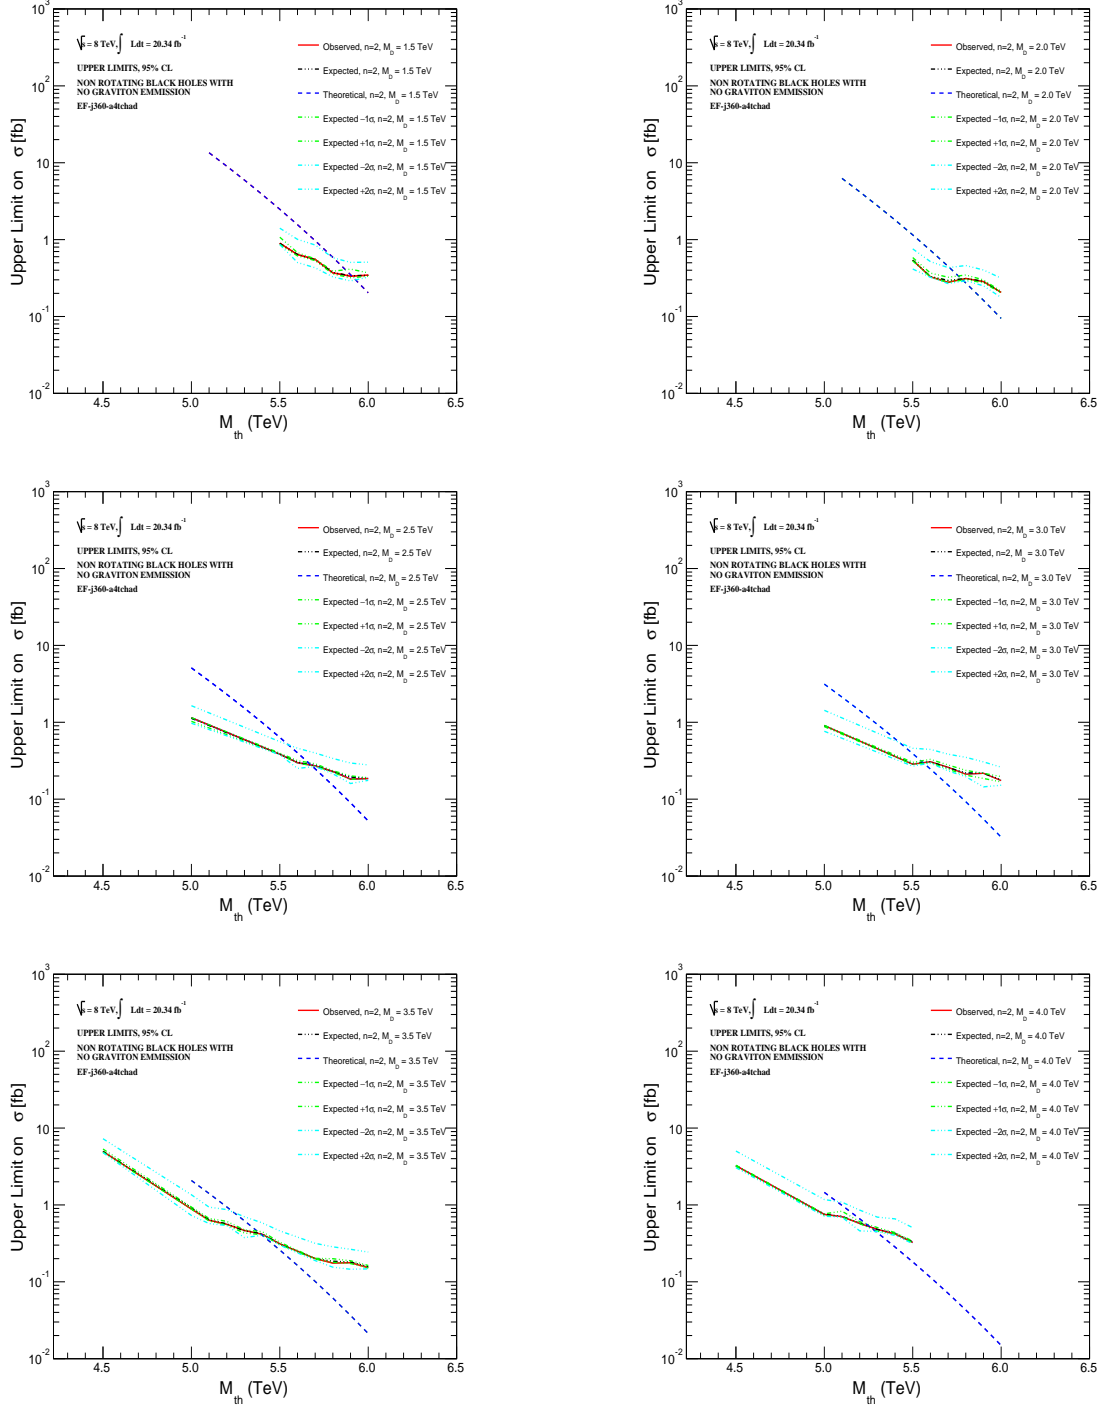 √s = 8 TeV, ∫ Ldt = 20.34 fb⁻¹
UPPER LIMITS, 95% CL
NON ROTATING BLACK HOLES WITH
NO GRAVITON EMMISSION
EF-j360-a4tchad
Observed, n=2, M_D = 1.5 TeV
Expected, n=2, M_D = 1.5 TeV
Theoretical, n=2, M_D = 1.5 TeV
Expected −1σ, n=2, M_D = 1.5 TeV
Expected +1σ, n=2, M_D = 1.5 TeV
Expected −2σ, n=2, M_D = 1.5 TeV
Expected +2σ, n=2, M_D = 1.5 TeV
Upper Limit on σ [fb]
10³
10²
10
1
10⁻¹
10⁻²
4.5 5.0 5.5 6.0 6.5
M_th (TeV)
√s = 8 TeV, ∫ Ldt = 20.34 fb⁻¹
UPPER LIMITS, 95% CL
NON ROTATING BLACK HOLES WITH
NO GRAVITON EMMISSION
EF-j360-a4tchad
Observed, n=2, M_D = 2.0 TeV
Expected, n=2, M_D = 2.0 TeV
Theoretical, n=2, M_D = 2.0 TeV
Expected −1σ, n=2, M_D = 2.0 TeV
Expected +1σ, n=2, M_D = 2.0 TeV
Expected −2σ, n=2, M_D = 2.0 TeV
Expected +2σ, n=2, M_D = 2.0 TeV
Upper Limit on σ [fb]
10³
10²
10
1
10⁻¹
10⁻²
4.5 5.0 5.5 6.0 6.5
M_th (TeV)
√s = 8 TeV, ∫ Ldt = 20.34 fb⁻¹
UPPER LIMITS, 95% CL
NON ROTATING BLACK HOLES WITH
NO GRAVITON EMMISSION
EF-j360-a4tchad
Observed, n=2, M_D = 2.5 TeV
Expected, n=2, M_D = 2.5 TeV
Theoretical, n=2, M_D = 2.5 TeV
Expected −1σ, n=2, M_D = 2.5 TeV
Expected +1σ, n=2, M_D = 2.5 TeV
Expected −2σ, n=2, M_D = 2.5 TeV
Expected +2σ, n=2, M_D = 2.5 TeV
Upper Limit on σ [fb]
10³
10²
10
1
10⁻¹
10⁻²
4.5 5.0 5.5 6.0 6.5
M_th (TeV)
√s = 8 TeV, ∫ Ldt = 20.34 fb⁻¹
UPPER LIMITS, 95% CL
NON ROTATING BLACK HOLES WITH
NO GRAVITON EMMISSION
EF-j360-a4tchad
Observed, n=2, M_D = 3.0 TeV
Expected, n=2, M_D = 3.0 TeV
Theoretical, n=2, M_D = 3.0 TeV
Expected −1σ, n=2, M_D = 3.0 TeV
Expected +1σ, n=2, M_D = 3.0 TeV
Expected −2σ, n=2, M_D = 3.0 TeV
Expected +2σ, n=2, M_D = 3.0 TeV
Upper Limit on σ [fb]
10³
10²
10
1
10⁻¹
10⁻²
4.5 5.0 5.5 6.0 6.5
M_th (TeV)
√s = 8 TeV, ∫ Ldt = 20.34 fb⁻¹
UPPER LIMITS, 95% CL
NON ROTATING BLACK HOLES WITH
NO GRAVITON EMMISSION
EF-j360-a4tchad
Observed, n=2, M_D = 3.5 TeV
Expected, n=2, M_D = 3.5 TeV
Theoretical, n=2, M_D = 3.5 TeV
Expected −1σ, n=2, M_D = 3.5 TeV
Expected +1σ, n=2, M_D = 3.5 TeV
Expected −2σ, n=2, M_D = 3.5 TeV
Expected +2σ, n=2, M_D = 3.5 TeV
Upper Limit on σ [fb]
10³
10²
10
1
10⁻¹
10⁻²
4.5 5.0 5.5 6.0 6.5
M_th (TeV)
√s = 8 TeV, ∫ Ldt = 20.34 fb⁻¹
UPPER LIMITS, 95% CL
NON ROTATING BLACK HOLES WITH
NO GRAVITON EMMISSION
EF-j360-a4tchad
Observed, n=2, M_D = 4.0 TeV
Expected, n=2, M_D = 4.0 TeV
Theoretical, n=2, M_D = 4.0 TeV
Expected −1σ, n=2, M_D = 4.0 TeV
Expected +1σ, n=2, M_D = 4.0 TeV
Expected −2σ, n=2, M_D = 4.0 TeV
Expected +2σ, n=2, M_D = 4.0 TeV
Upper Limit on σ [fb]
10³
10²
10
1
10⁻¹
10⁻²
4.5 5.0 5.5 6.0 6.5
M_th (TeV)